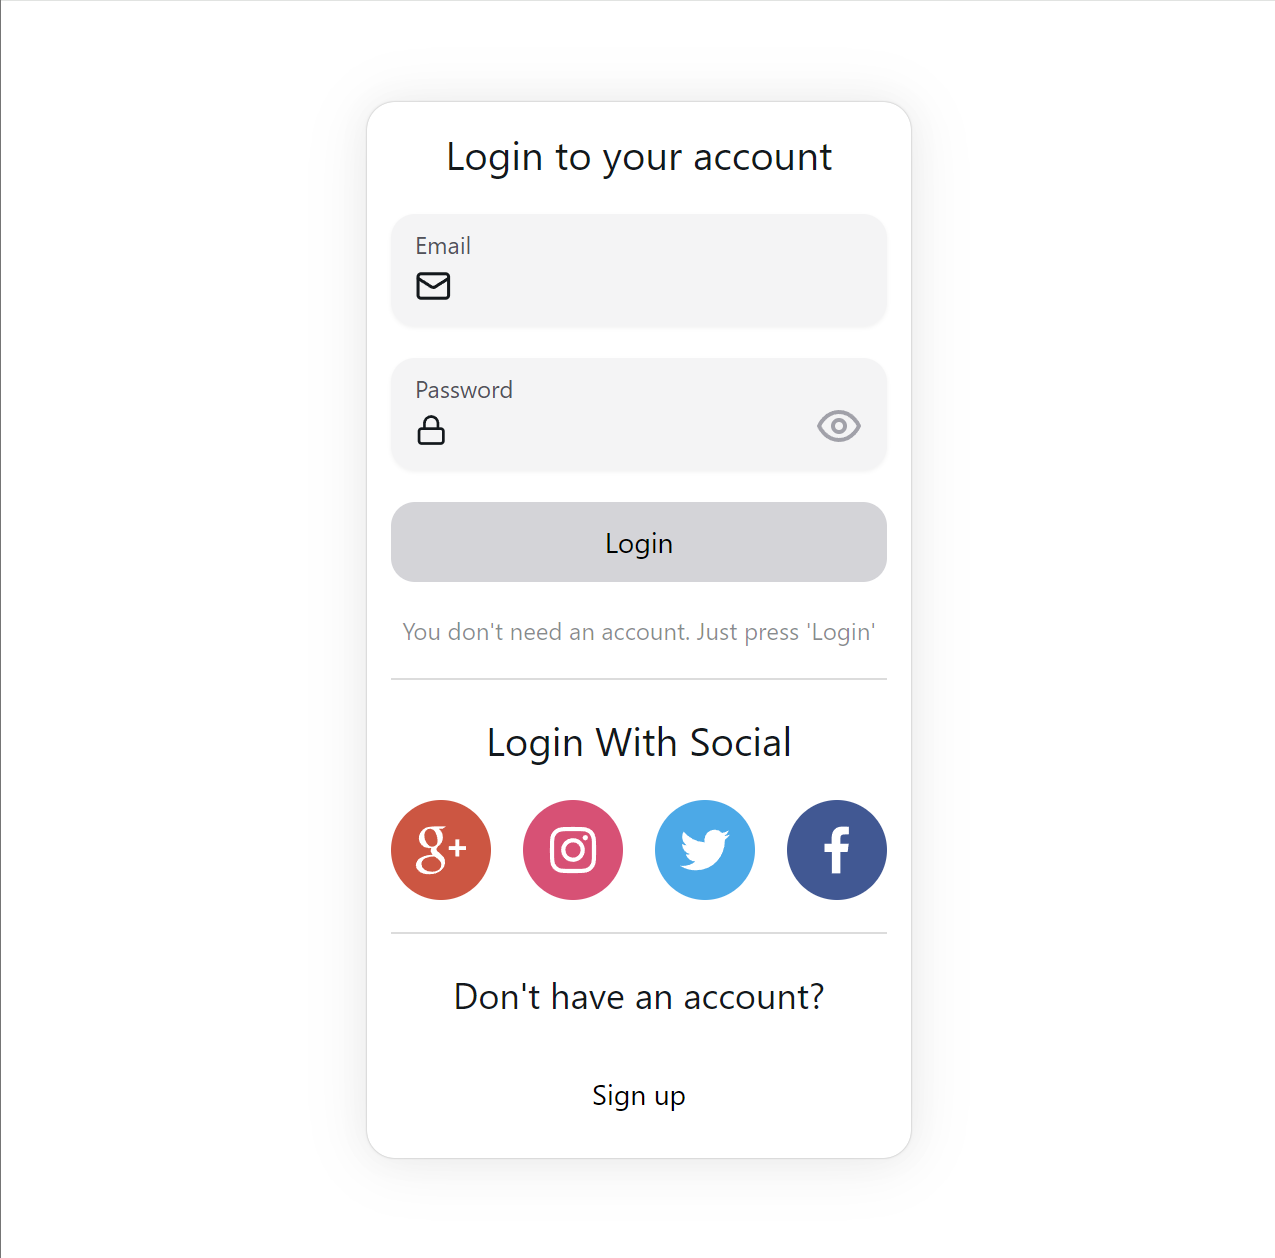 Login to your account
Email
Password
Login
You don't need an account. Just press 'Login'
Login With Social
g+
Don't have an account?
Sign up